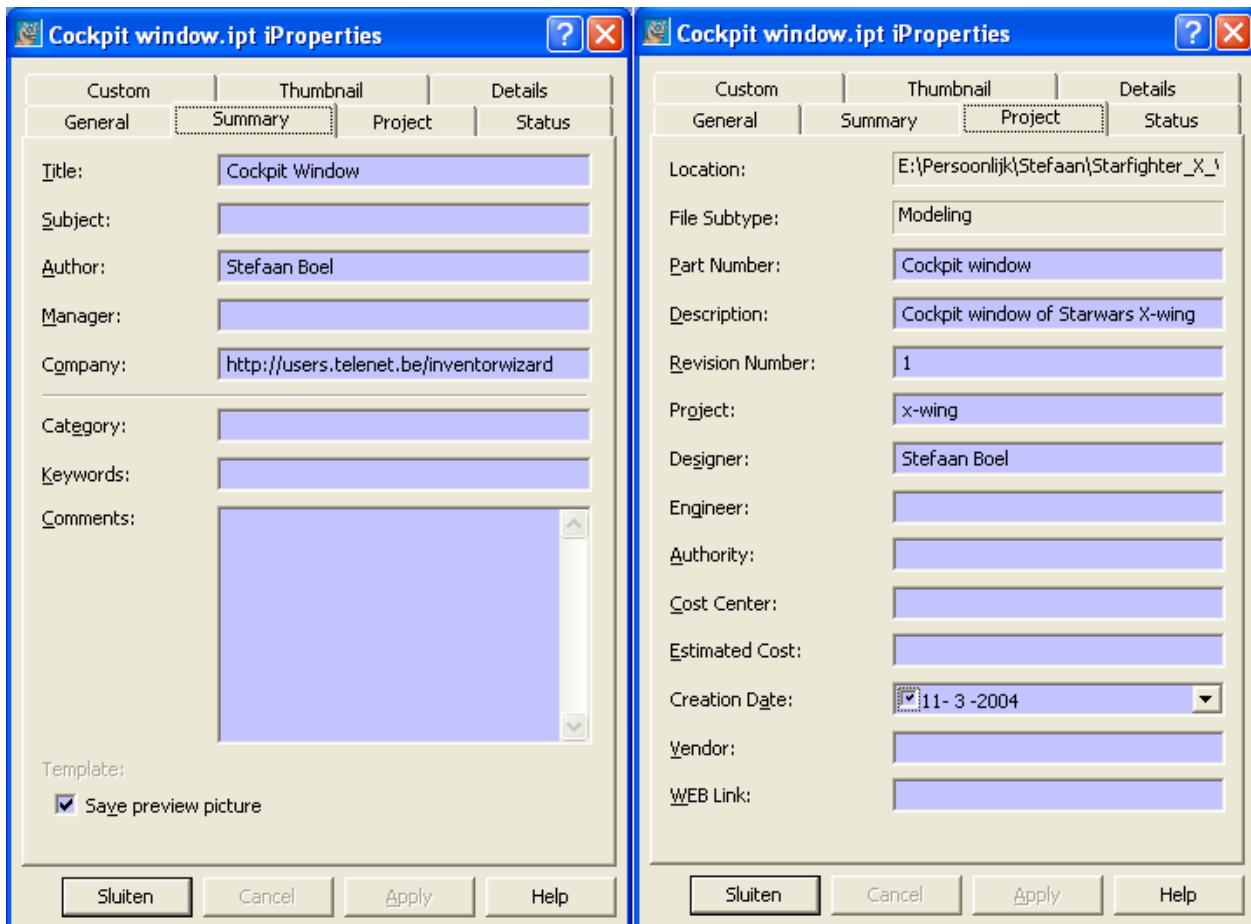 Cockpit window.ipt iProperties
Custom Thumbnail Details
General Summary Project Status
Title: Cockpit Window
Subject:
Author: Stefaan Boel
Manager:
Company: http://users.telenet.be/inventorwizard
Category:
Keywords:
Comments:
Template:
Save preview picture
Sluiten Cancel Apply Help
Cockpit window.ipt iProperties
Custom Thumbnail Details
General Summary Project Status
Location: E:\Persoonlijk\Stefaan\Starfighter_X_
File Subtype: Modeling
Part Number: Cockpit window
Description: Cockpit window of Starwars X-wing
Revision Number: 1
Project: x-wing
Designer: Stefaan Boel
Engineer:
Authority:
Cost Center:
Estimated Cost:
Creation Date: 11- 3 -2004
Vendor:
WEB Link:
Sluiten Cancel Apply Help